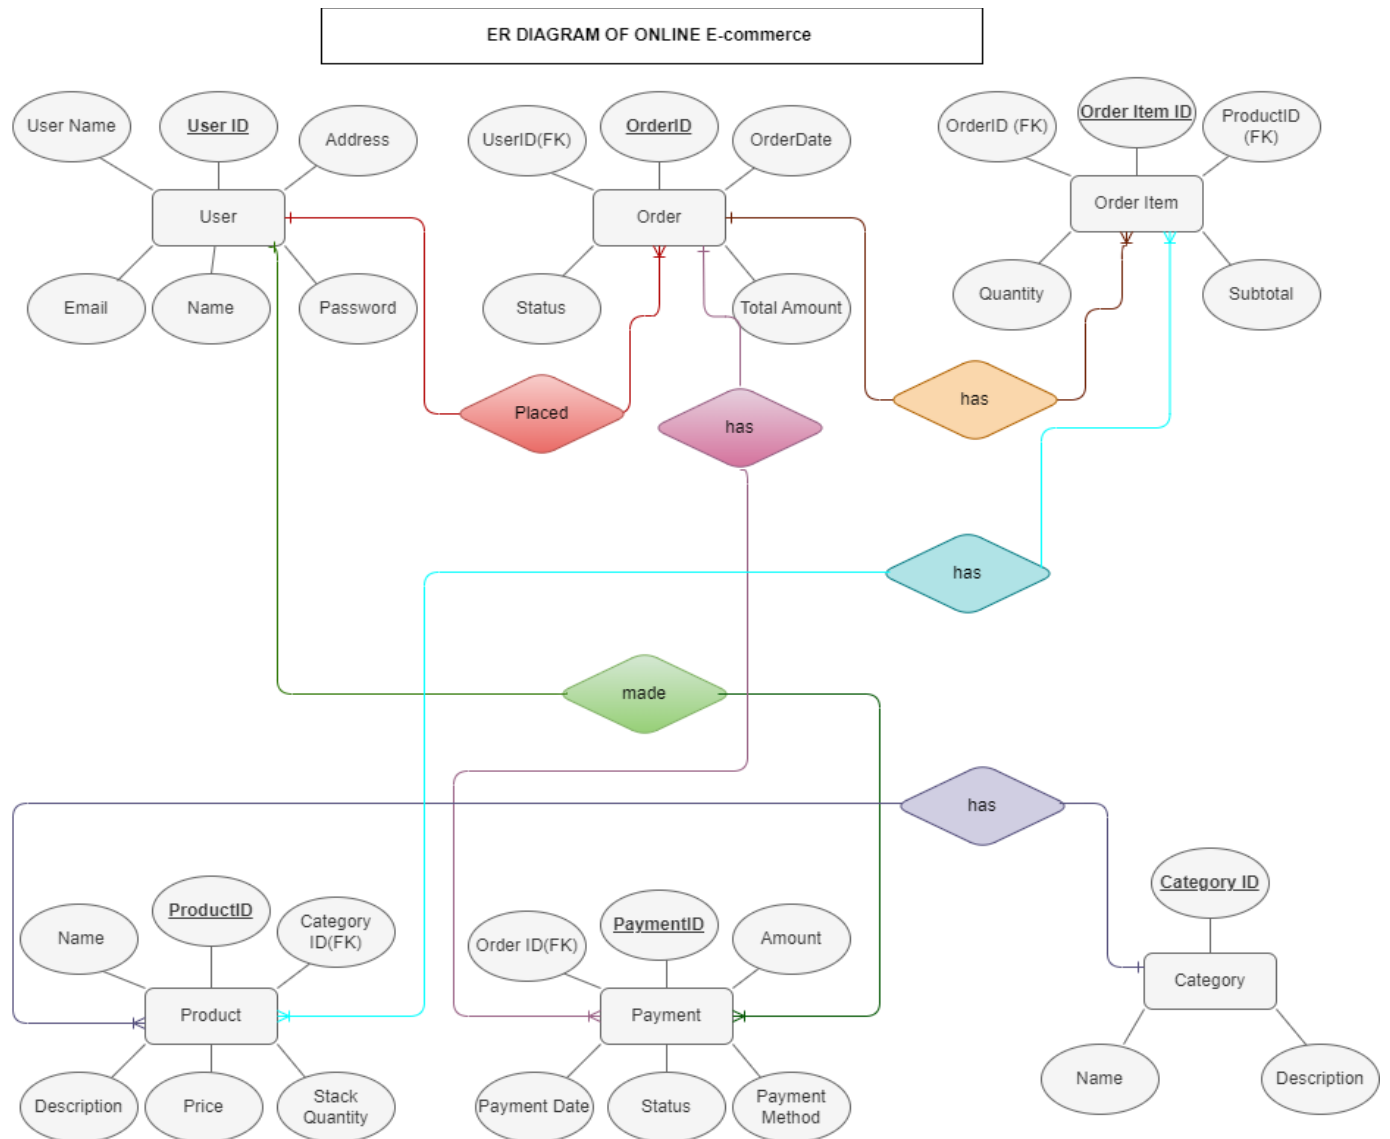 ER DIAGRAM OF ONLINE E-commerce
User Name
User ID
Address
User
Email
Name
Password
UserID(FK)
OrderID
OrderDate
Order
Status
Total Amount
OrderID (FK)
Order Item ID
ProductID
(FK)
Order Item
Quantity
Subtotal
Placed
has
has
has
made
has
Name
ProductID
Category
ID(FK)
Product
Description
Price
Stack
Quantity
Order ID(FK)
PaymentID
Amount
Payment
Payment Date
Status
Payment
Method
Category ID
Category
Name
Description